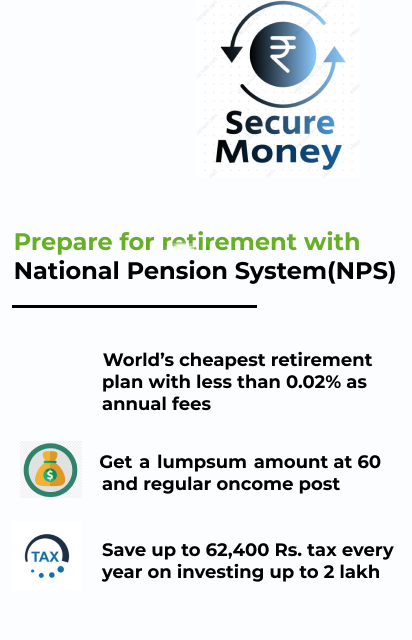 ₹
Secure
Money
Prepare for retirement with
National Pension System(NPS)
World's cheapest retirement
plan with less than 0.02% as
annual fees
Get a lumpsum amount at 60
and regular oncome post
$
TAX
Save up to 62,400 Rs. tax every
year on investing up to 2 lakh